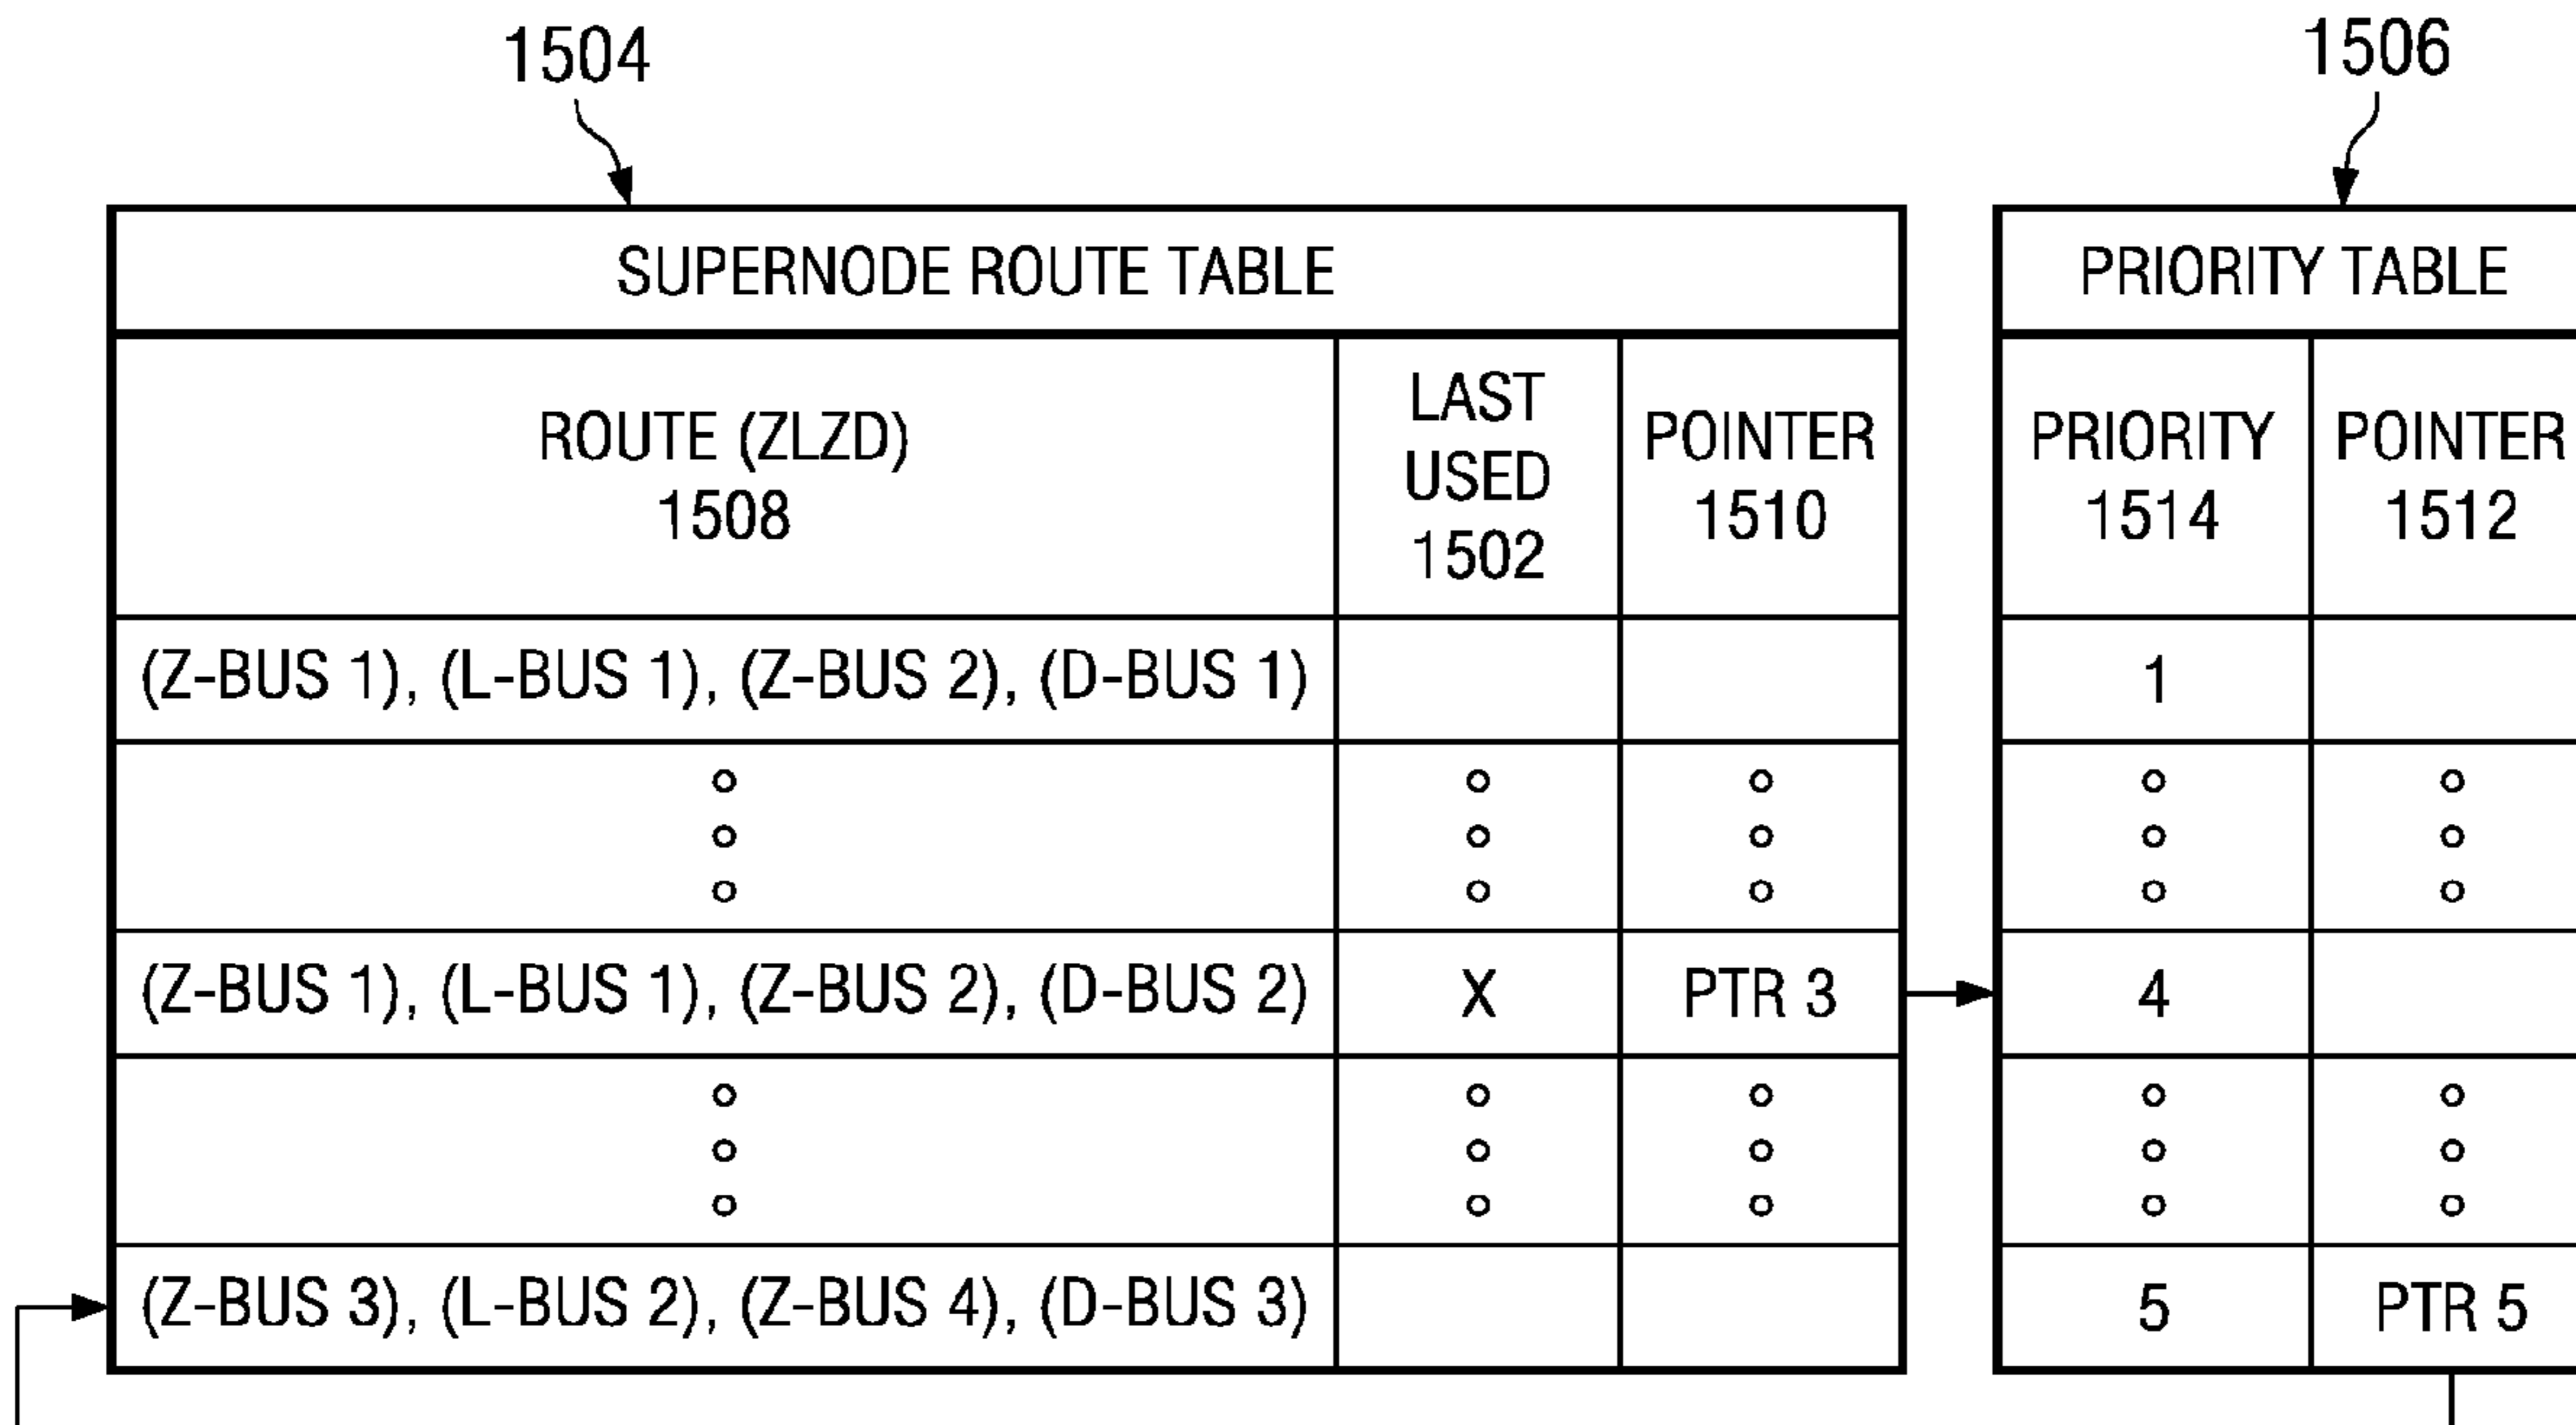 1504
1506
SUPERNODE ROUTE TABLE
ROUTE (ZLZD)
1508
LAST
USED
1502
POINTER
1510
(Z-BUS 1), (L-BUS 1), (Z-BUS 2), (D-BUS 1)
(Z-BUS 1), (L-BUS 1), (Z-BUS 2), (D-BUS 2)
X
PTR 3
(Z-BUS 3), (L-BUS 2), (Z-BUS 4), (D-BUS 3)
PRIORITY TABLE
PRIORITY
1514
POINTER
1512
1
4
5
PTR 5